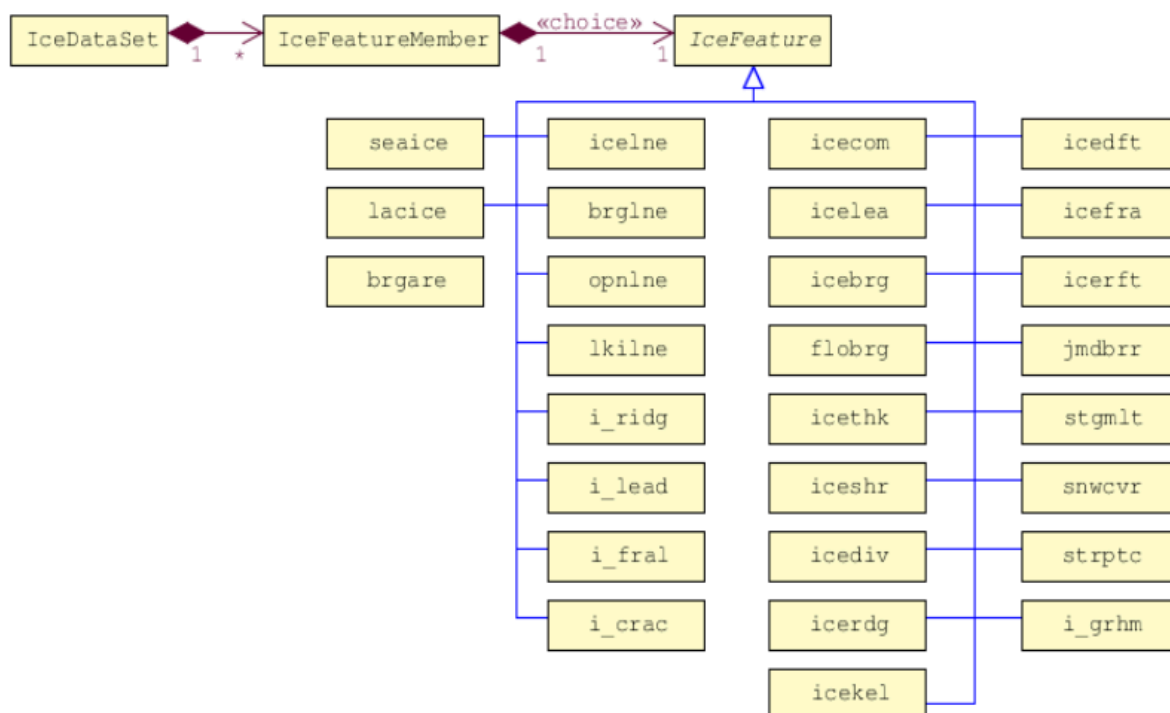 IceDataSet 1 * IceFeatureMember 1 «choice» 1 IceFeature
seaice icelne icecom icedft
lacice brglne icelea icefra
brgare opnlne icebrg icerft
lkilne flobrg jmdbrr
i_ridg icethk stgmlt
i_lead iceshr snwcvr
i_fral icediv strptc
i_crac icerdg i_grhm
icekel